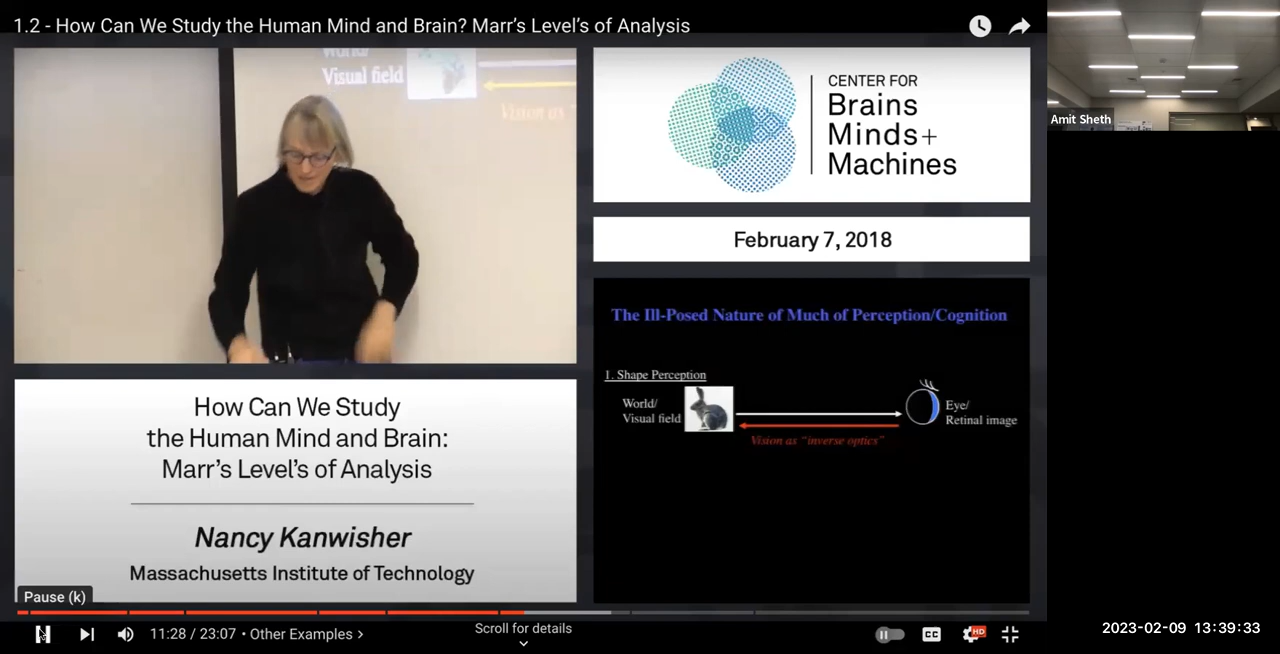 1.2 - How Can We Study the Human Mind and Brain? Marr's Level's of Analysis
Visual field
Vision as "
CENTER FOR
Brains
Minds+
Machines
Amit Sheth
February 7, 2018
The Ill-Posed Nature of Much of Perception/Cognition
1. Shape Perception
World/
Visual field
Eye/
Retinal image
Vision as "inverse optics"
How Can We Study
the Human Mind and Brain:
Marr's Level's of Analysis
Nancy Kanwisher
Massachusetts Institute of Technology
Pause (k)
11:28 / 23:07 • Other Examples >
Scroll for details
CC
HD
2023-02-09 13:39:33